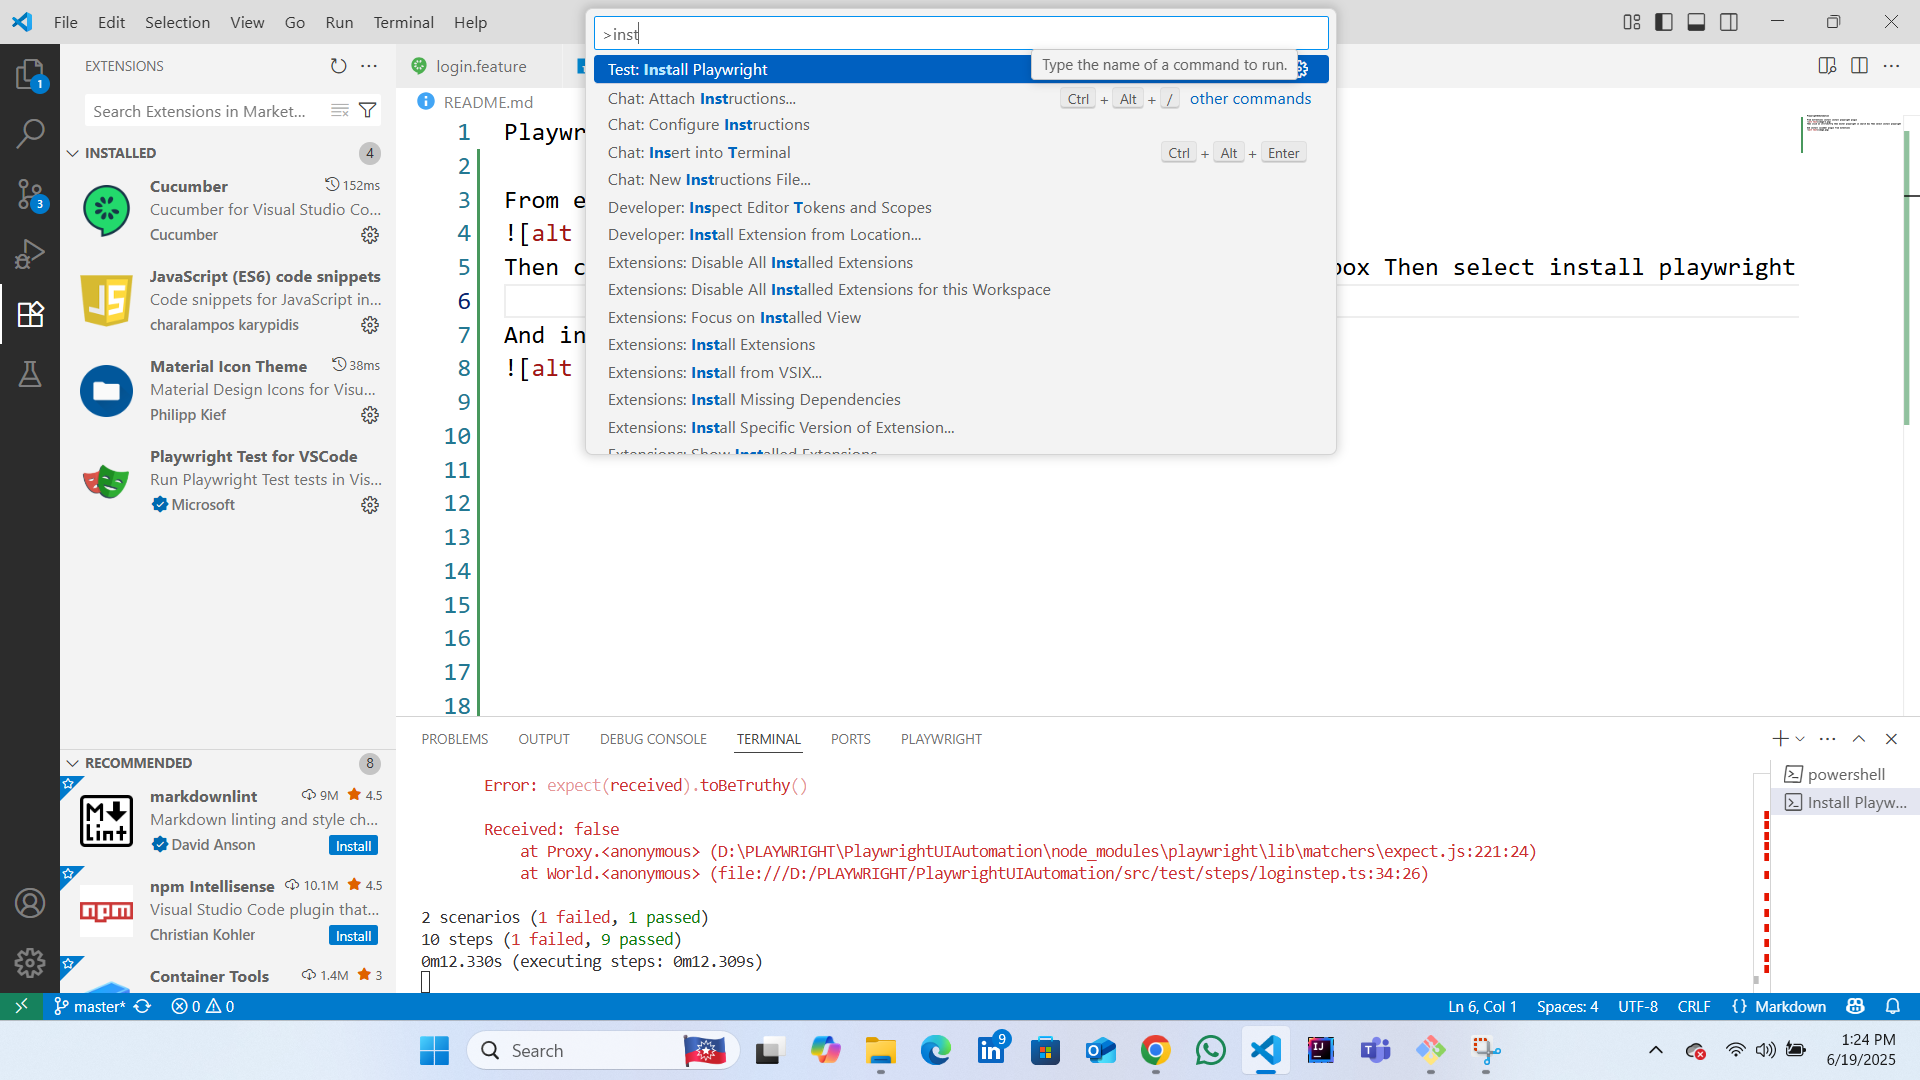 File Edit Selection View Go Run Terminal Help
>inst
Type the name of a command to run.
Test: Install Playwright
Chat: Attach Instructions... Ctrl + Alt + / other commands
Chat: Configure Instructions
Chat: Insert into Terminal Ctrl + Alt + Enter
Chat: New Instructions File...
Developer: Inspect Editor Tokens and Scopes
Developer: Install Extension from Location...
Extensions: Disable All Installed Extensions
Extensions: Disable All Installed Extensions for this Workspace
Extensions: Focus on Installed View
Extensions: Install Extensions
Extensions: Install from VSIX...
Extensions: Install Missing Dependencies
Extensions: Install Specific Version of Extension...
Extensions: Show Installed Extensions
EXTENSIONS
Search Extensions in Market...
INSTALLED 4
Cucumber 152ms
Cucumber for Visual Studio Co...
Cucumber
JavaScript (ES6) code snippets
Code snippets for JavaScript in...
charalampos karypidis
Material Icon Theme 38ms
Material Design Icons for Visu...
Philipp Kief
Playwright Test for VSCode
Run Playwright Test tests in Vis...
Microsoft
RECOMMENDED 8
markdownlint 9M 4.5
Markdown linting and style ch...
David Anson Install
npm Intellisense 10.1M 4.5
Visual Studio Code plugin that...
Christian Kohler Install
Container Tools 1.4M 3
1
3
login.feature
README.md
1 Playwr
2
3 From e
4 ![alt
5 Then c box Then select install playwright
6
7 And in
8 ![alt
9
10
11
12
13
14
15
16
17
18
PROBLEMS OUTPUT DEBUG CONSOLE TERMINAL PORTS PLAYWRIGHT
Error: expect(received).toBeTruthy()
Received: false
at Proxy.<anonymous> (D:\PLAYWRIGHT\PlaywrightUIAutomation\node_modules\playwright\lib\matchers\expect.js:221:24)
at World.<anonymous> (file:///D:/PLAYWRIGHT/PlaywrightUIAutomation/src/test/steps/loginstep.ts:34:26)
2 scenarios (1 failed, 1 passed)
10 steps (1 failed, 9 passed)
0m12.330s (executing steps: 0m12.309s)
powershell
Install Playw...
master* 0 0
Ln 6, Col 1 Spaces: 4 UTF-8 CRLF {} Markdown
Search
9
1:24 PM
6/19/2025